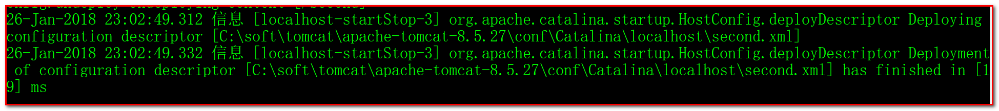 26-Jan-2018 23:02:49.312 信息 [localhost-startStop-3] org.apache.catalina.startup.HostConfig.deployDescriptor Deploying
configuration descriptor [C:\soft\tomcat\apache-tomcat-8.5.27\conf\Catalina\localhost\second.xml]
26-Jan-2018 23:02:49.332 信息 [localhost-startStop-3] org.apache.catalina.startup.HostConfig.deployDescriptor Deployment
of configuration descriptor [C:\soft\tomcat\apache-tomcat-8.5.27\conf\Catalina\localhost\second.xml] has finished in [1
9] ms